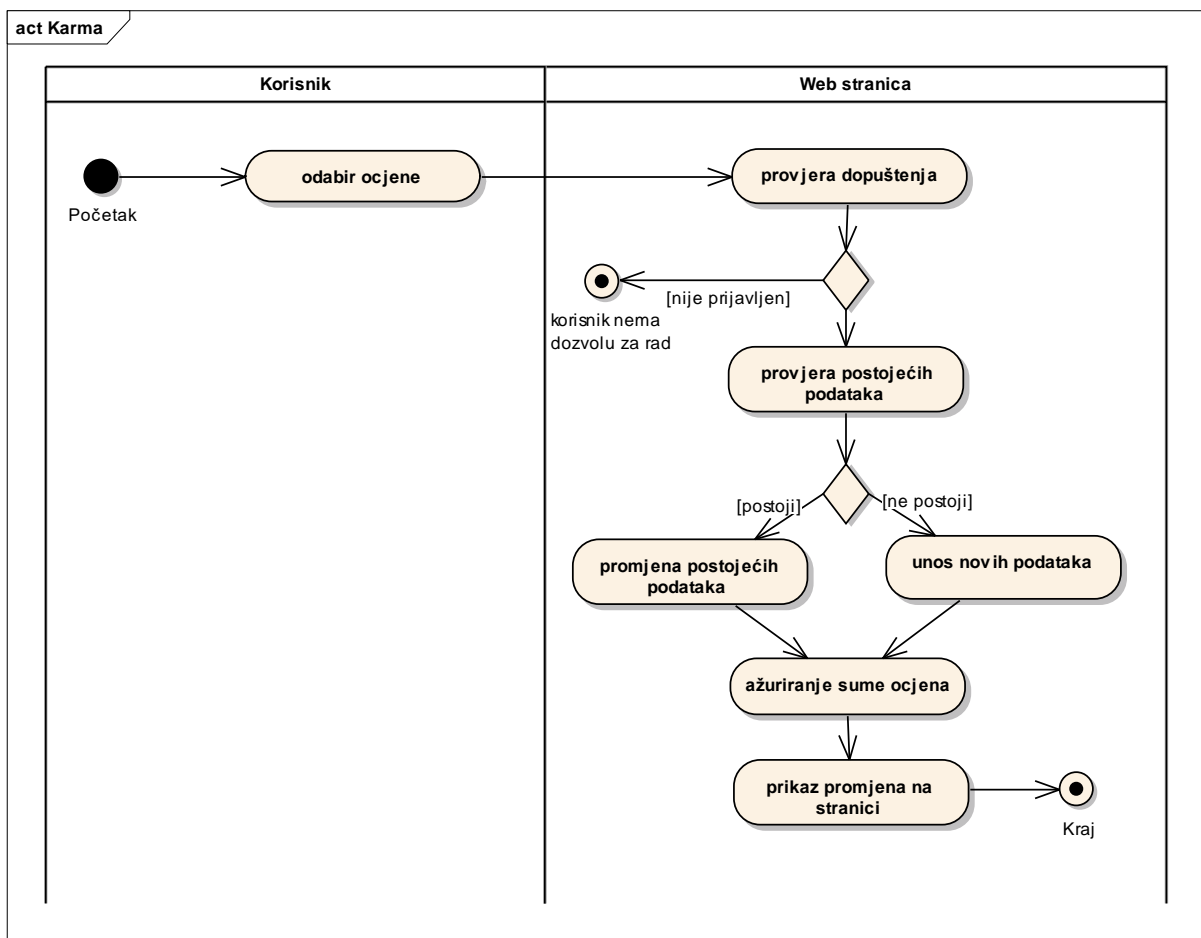 act Karma
Korisnik
Web stranica
Početak
odabir ocjene
provjera dopuštenja
[nije prijavljen]
korisnik nema
dozvolu za rad
provjera postojećih
podataka
[postoji]
[ne postoji]
promjena postojećih
podataka
unos novih podataka
ažuriranje sume ocjena
prikaz promjena na
stranici
Kraj